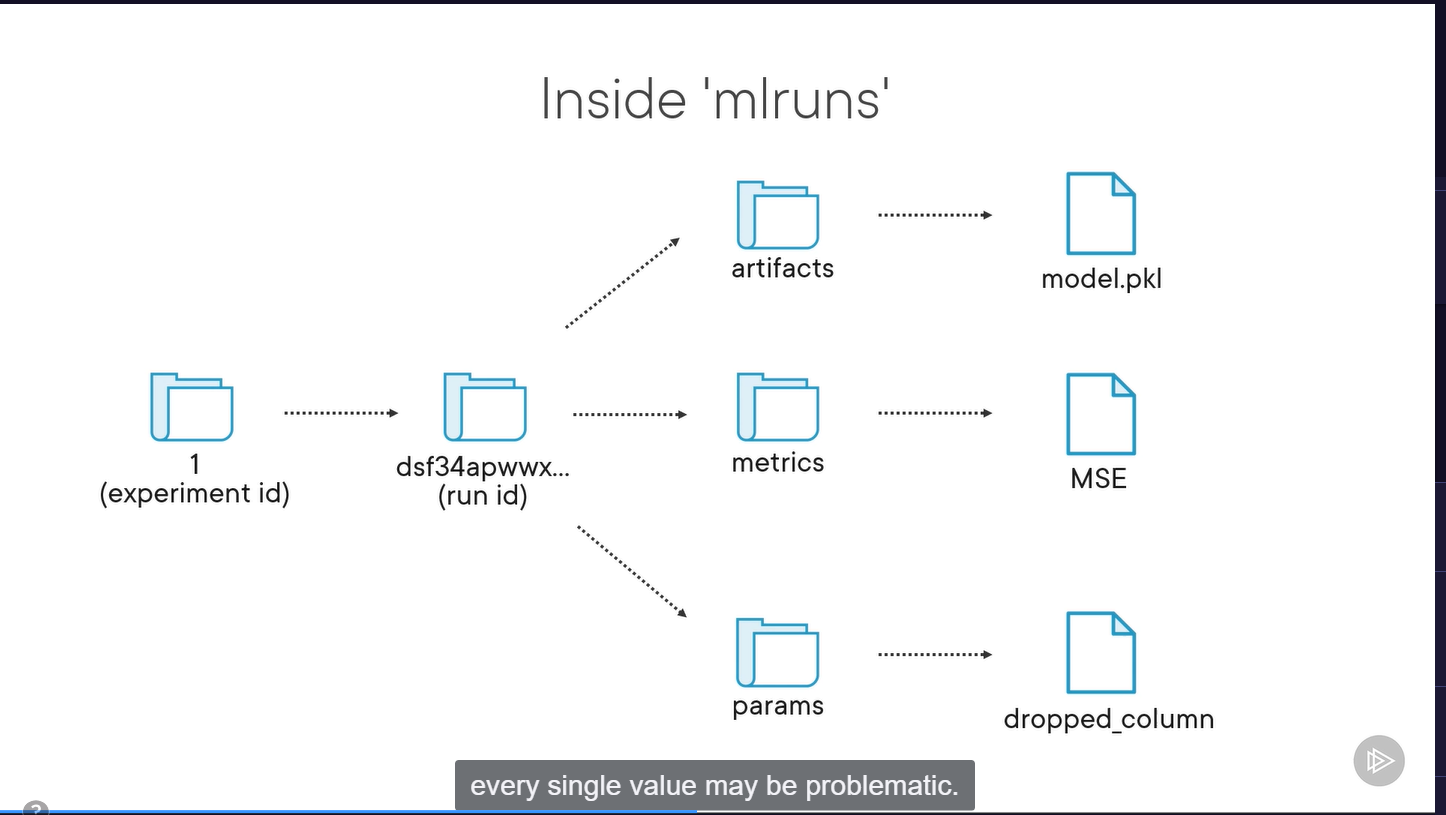 Inside 'mlruns'
artifacts
model.pkl
1
(experiment id)
dsf34apwwx...
(run id)
metrics
MSE
params
dropped_column
every single value may be problematic.
?